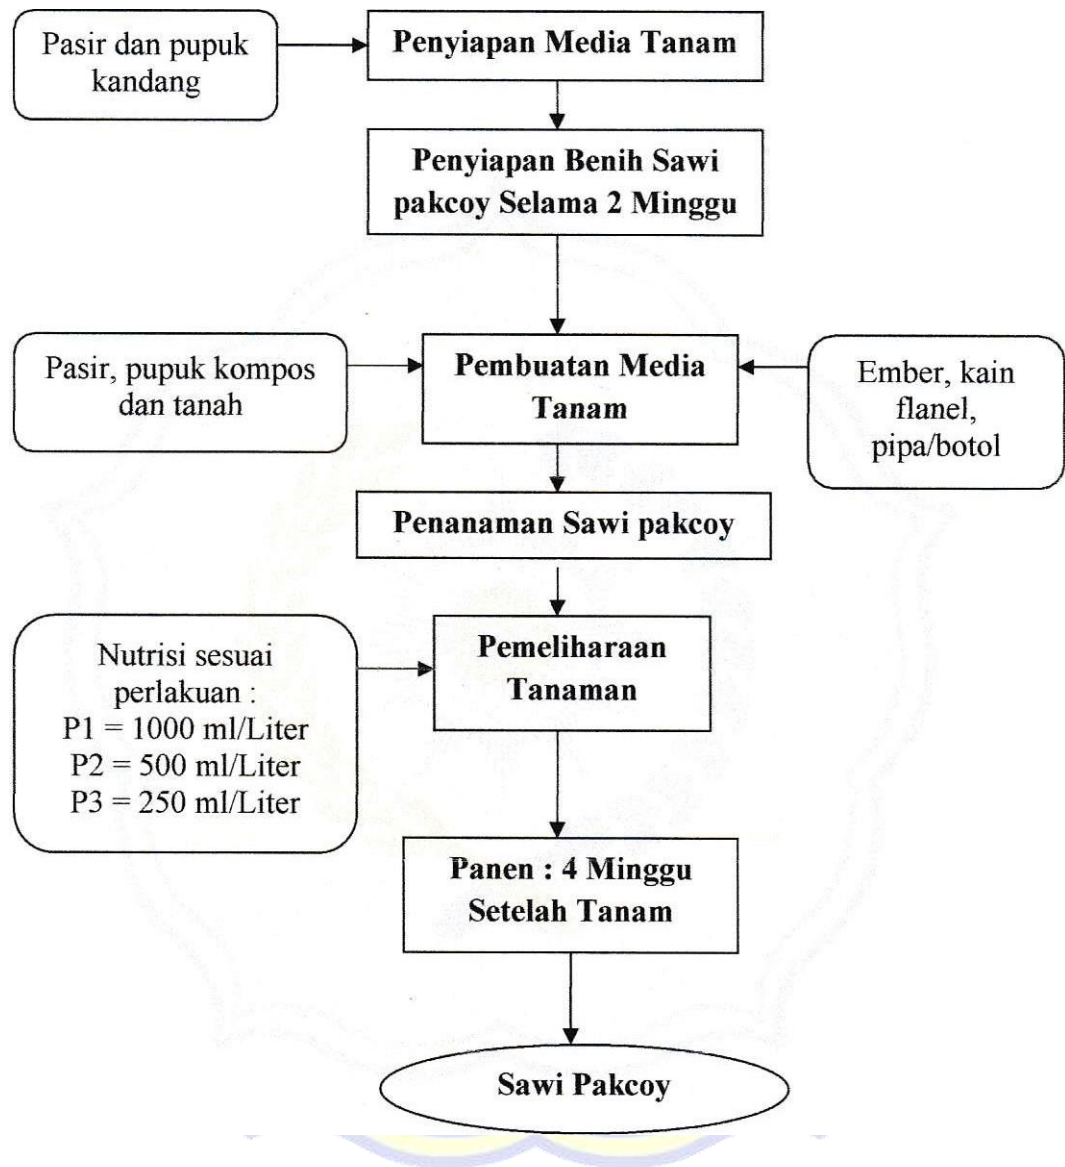 Pasir dan pupuk
kandang
Penyiapan Media Tanam
Penyiapan Benih Sawi
pakcoy Selama 2 Minggu
Pasir, pupuk kompos
dan tanah
Pembuatan Media
Tanam
Ember, kain
flanel,
pipa/botol
Penanaman Sawi pakcoy
Nutrisi sesuai
perlakuan :
P1 = 1000 ml/Liter
P2 = 500 ml/Liter
P3 = 250 ml/Liter
Pemeliharaan
Tanaman
Panen : 4 Minggu
Setelah Tanam
Sawi Pakcoy